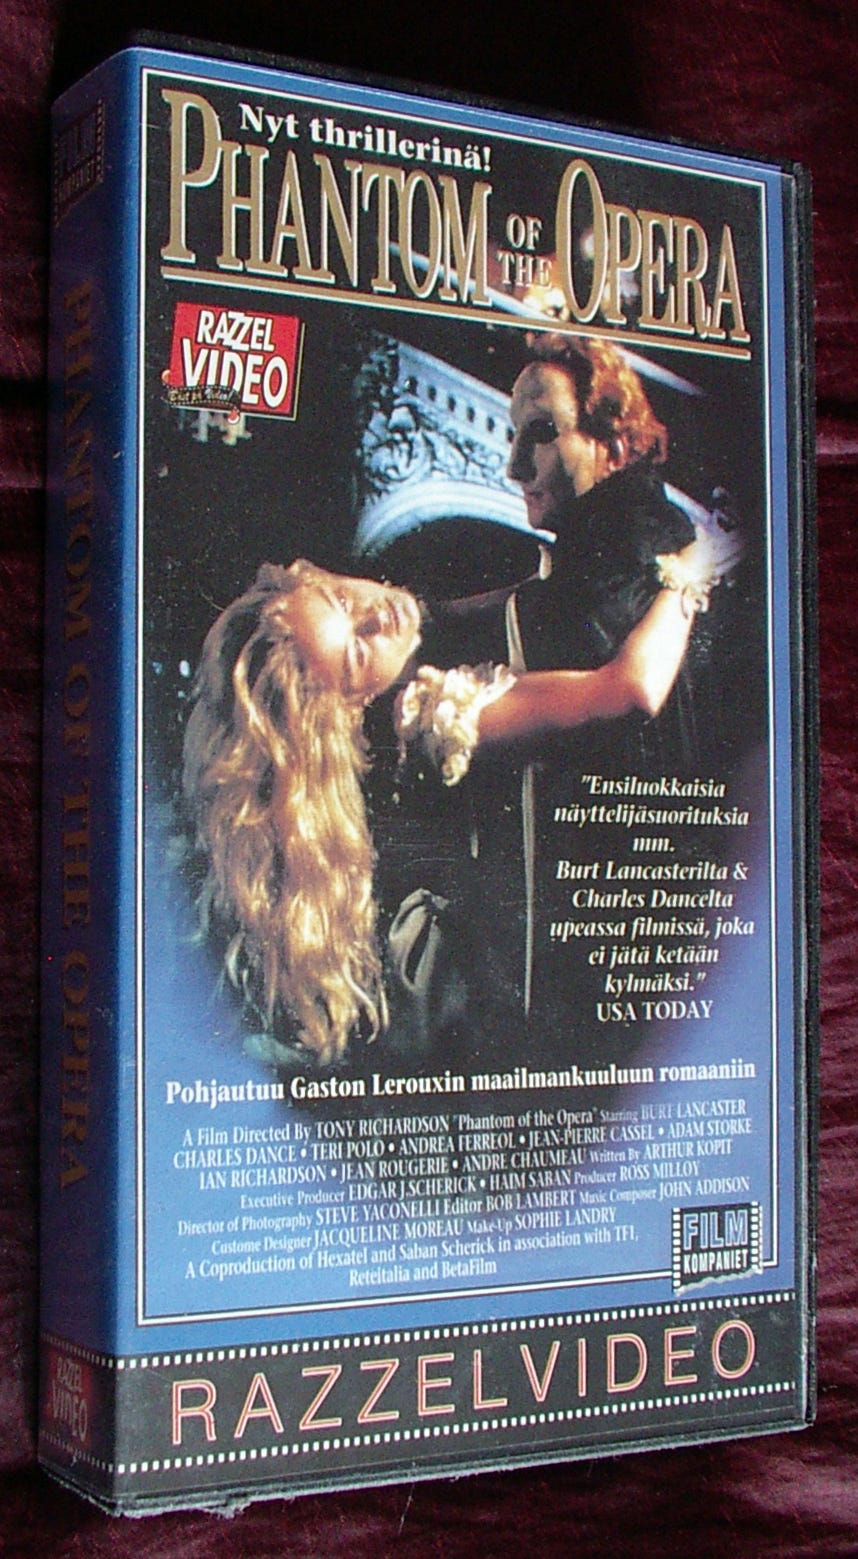 Nyt thrillerinä!
PHANTOM OF THE OPERA
RAZZEL
VIDEO
Bäst på Video!
"Ensiluokkaisia
näyttelijäsuorituksia
mm.
Burt Lancasterilta &
Charles Dancelta
upeassa filmissä, joka
ei jätä ketään
kylmäksi."
USA TODAY
Pohjautuu Gaston Lerouxin maailmankuuluun romaaniin
A Film Directed By TONY RICHARDSON "Phantom of the Opera" Starring BURT LANCASTER
CHARLES DANCE • TERI POLO • ANDREA FERREOL • JEAN-PIERRE CASSEL • ADAM STORKE
IAN RICHARDSON • JEAN ROUGERIE • ANDRE CHAUMEAU Written By ARTHUR KOPIT
Executive Producer EDGAR J.SCHERICK • HAIM SABAN Producer ROSS MILLOY
Director of Photography STEVE YACONELLI Editor BOB LAMBERT Music Composer JOHN ADDISON
Custome Designer JACQUELINE MOREAU Make-Up SOPHIE LANDRY
A Coproduction of Hexatel and Saban Scherick in association with TF1,
Reteitalia and BetaFilm
FILM
KOMPANIET
RAZZELVIDEO
FILM
KOMPANIET
PHANTOM OF THE OPERA
RAZZEL
VIDEO